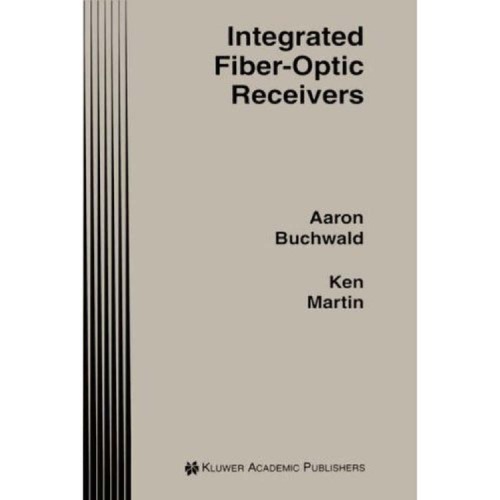 Integrated
Fiber-Optic
Receivers
Aaron
Buchwald
Ken
Martin
KLUWER ACADEMIC PUBLISHERS